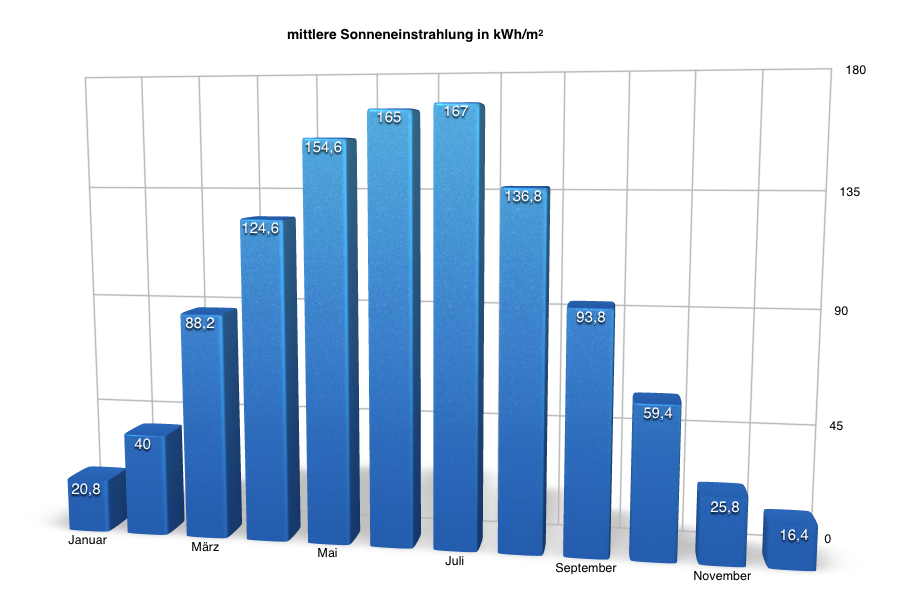 mittlere Sonneneinstrahlung in kWh/m²
180
135
90
45
0
20,8
40
88,2
124,6
154,6
165
167
136,8
93,8
59,4
25,8
16,4
Januar
März
Mai
Juli
September
November